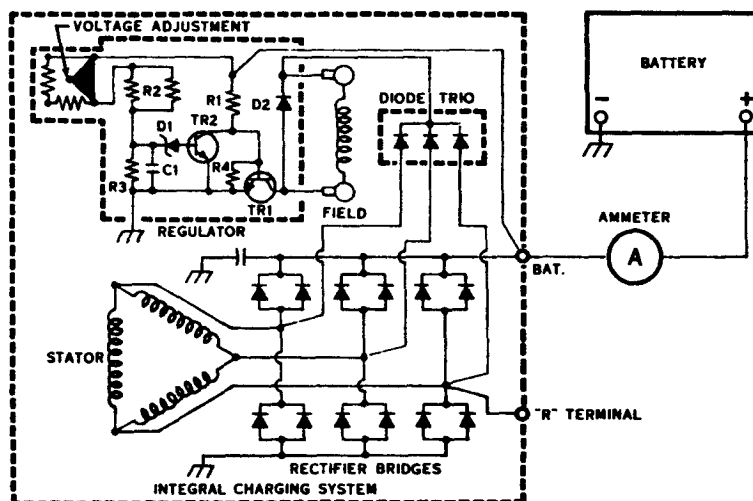 VOLTAGE ADJUSTMENT
BATTERY
R2
R1
D2
DIODE TRIO
-
+
D1
TR2
C1
R4
R3
TR1
FIELD
REGULATOR
AMMETER
A
BAT.
STATOR
"R" TERMINAL
RECTIFIER BRIDGES
INTEGRAL CHARGING SYSTEM